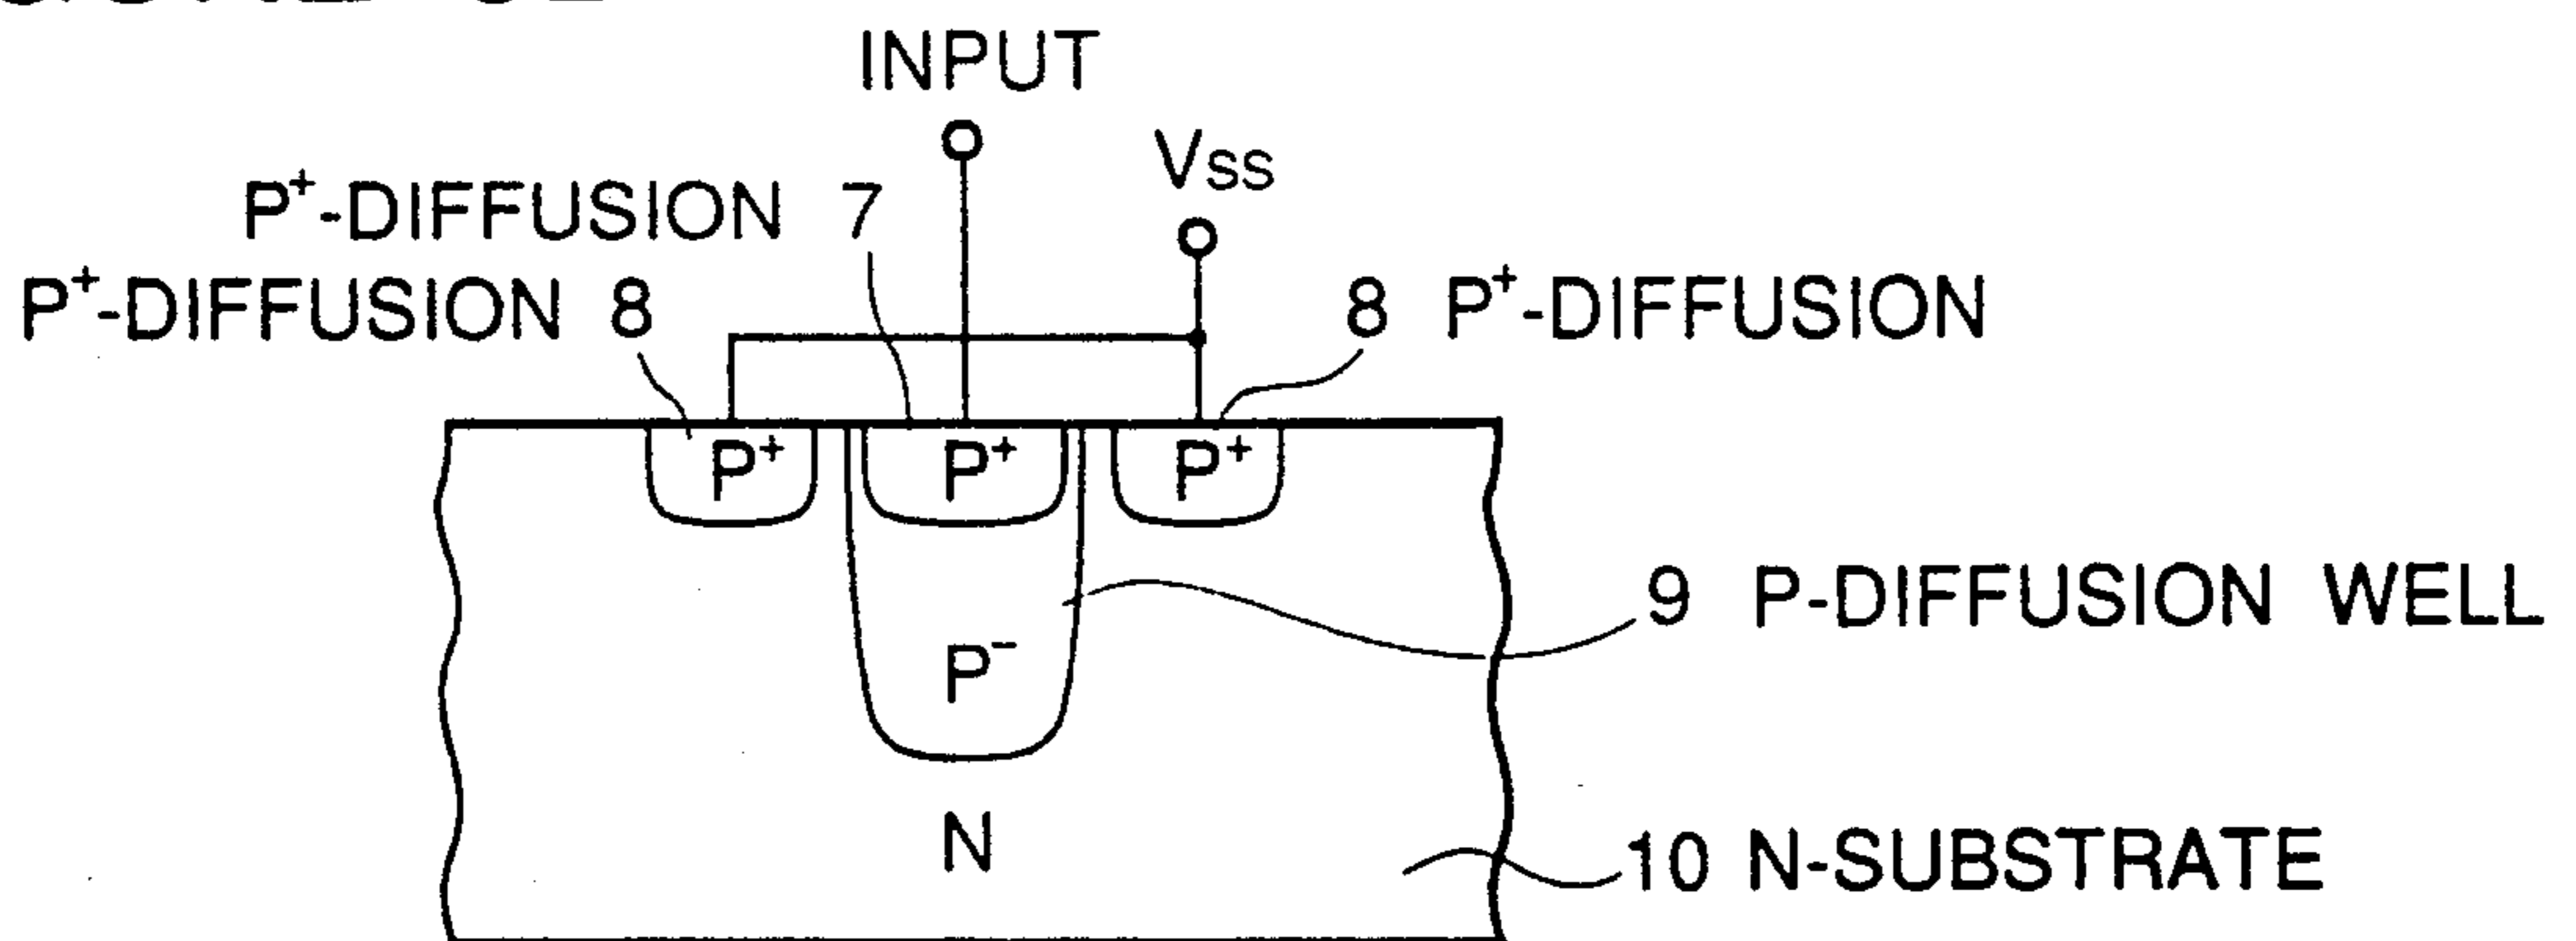 INPUT
VSS
P+-DIFFUSION 7
P+-DIFFUSION 8
8 P+-DIFFUSION
P+ P+ P+
9 P-DIFFUSION WELL
P-
N
10 N-SUBSTRATE